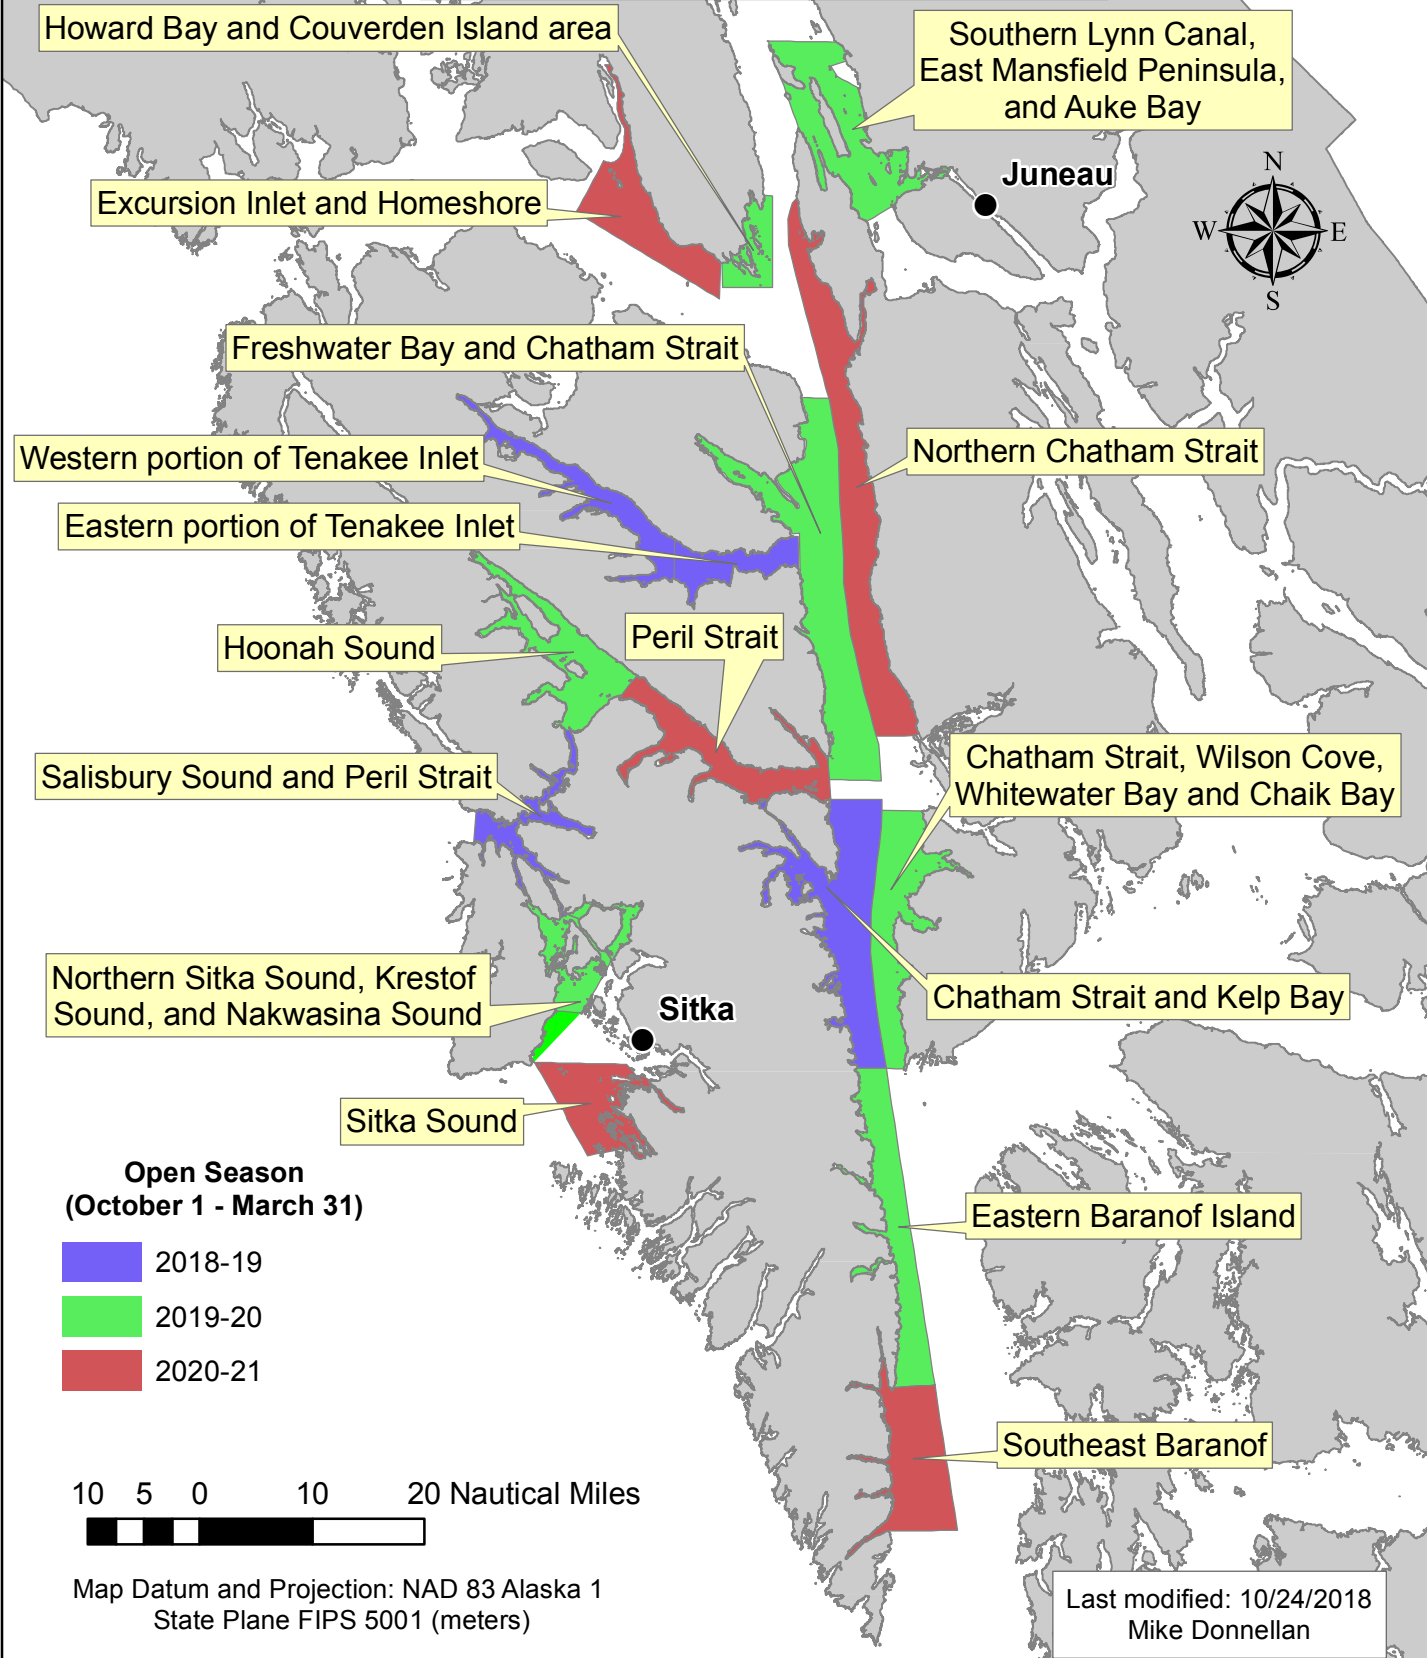 Howard Bay and Couverden Island area
Southern Lynn Canal,
East Mansfield Peninsula,
and Auke Bay
Juneau
N
W
E
S
Excursion Inlet and Homeshore
Freshwater Bay and Chatham Strait
Northern Chatham Strait
Western portion of Tenakee Inlet
Eastern portion of Tenakee Inlet
Hoonah Sound
Peril Strait
Salisbury Sound and Peril Strait
Chatham Strait, Wilson Cove,
Whitewater Bay and Chaik Bay
Northern Sitka Sound, Krestof
Sound, and Nakwasina Sound
Sitka
Chatham Strait and Kelp Bay
Sitka Sound
Eastern Baranof Island
Southeast Baranof
Open Season
(October 1 - March 31)
2018-19
2019-20
2020-21
10 5 0 10 20 Nautical Miles
Map Datum and Projection: NAD 83 Alaska 1
State Plane FIPS 5001 (meters)
Last modified: 10/24/2018
Mike Donnellan